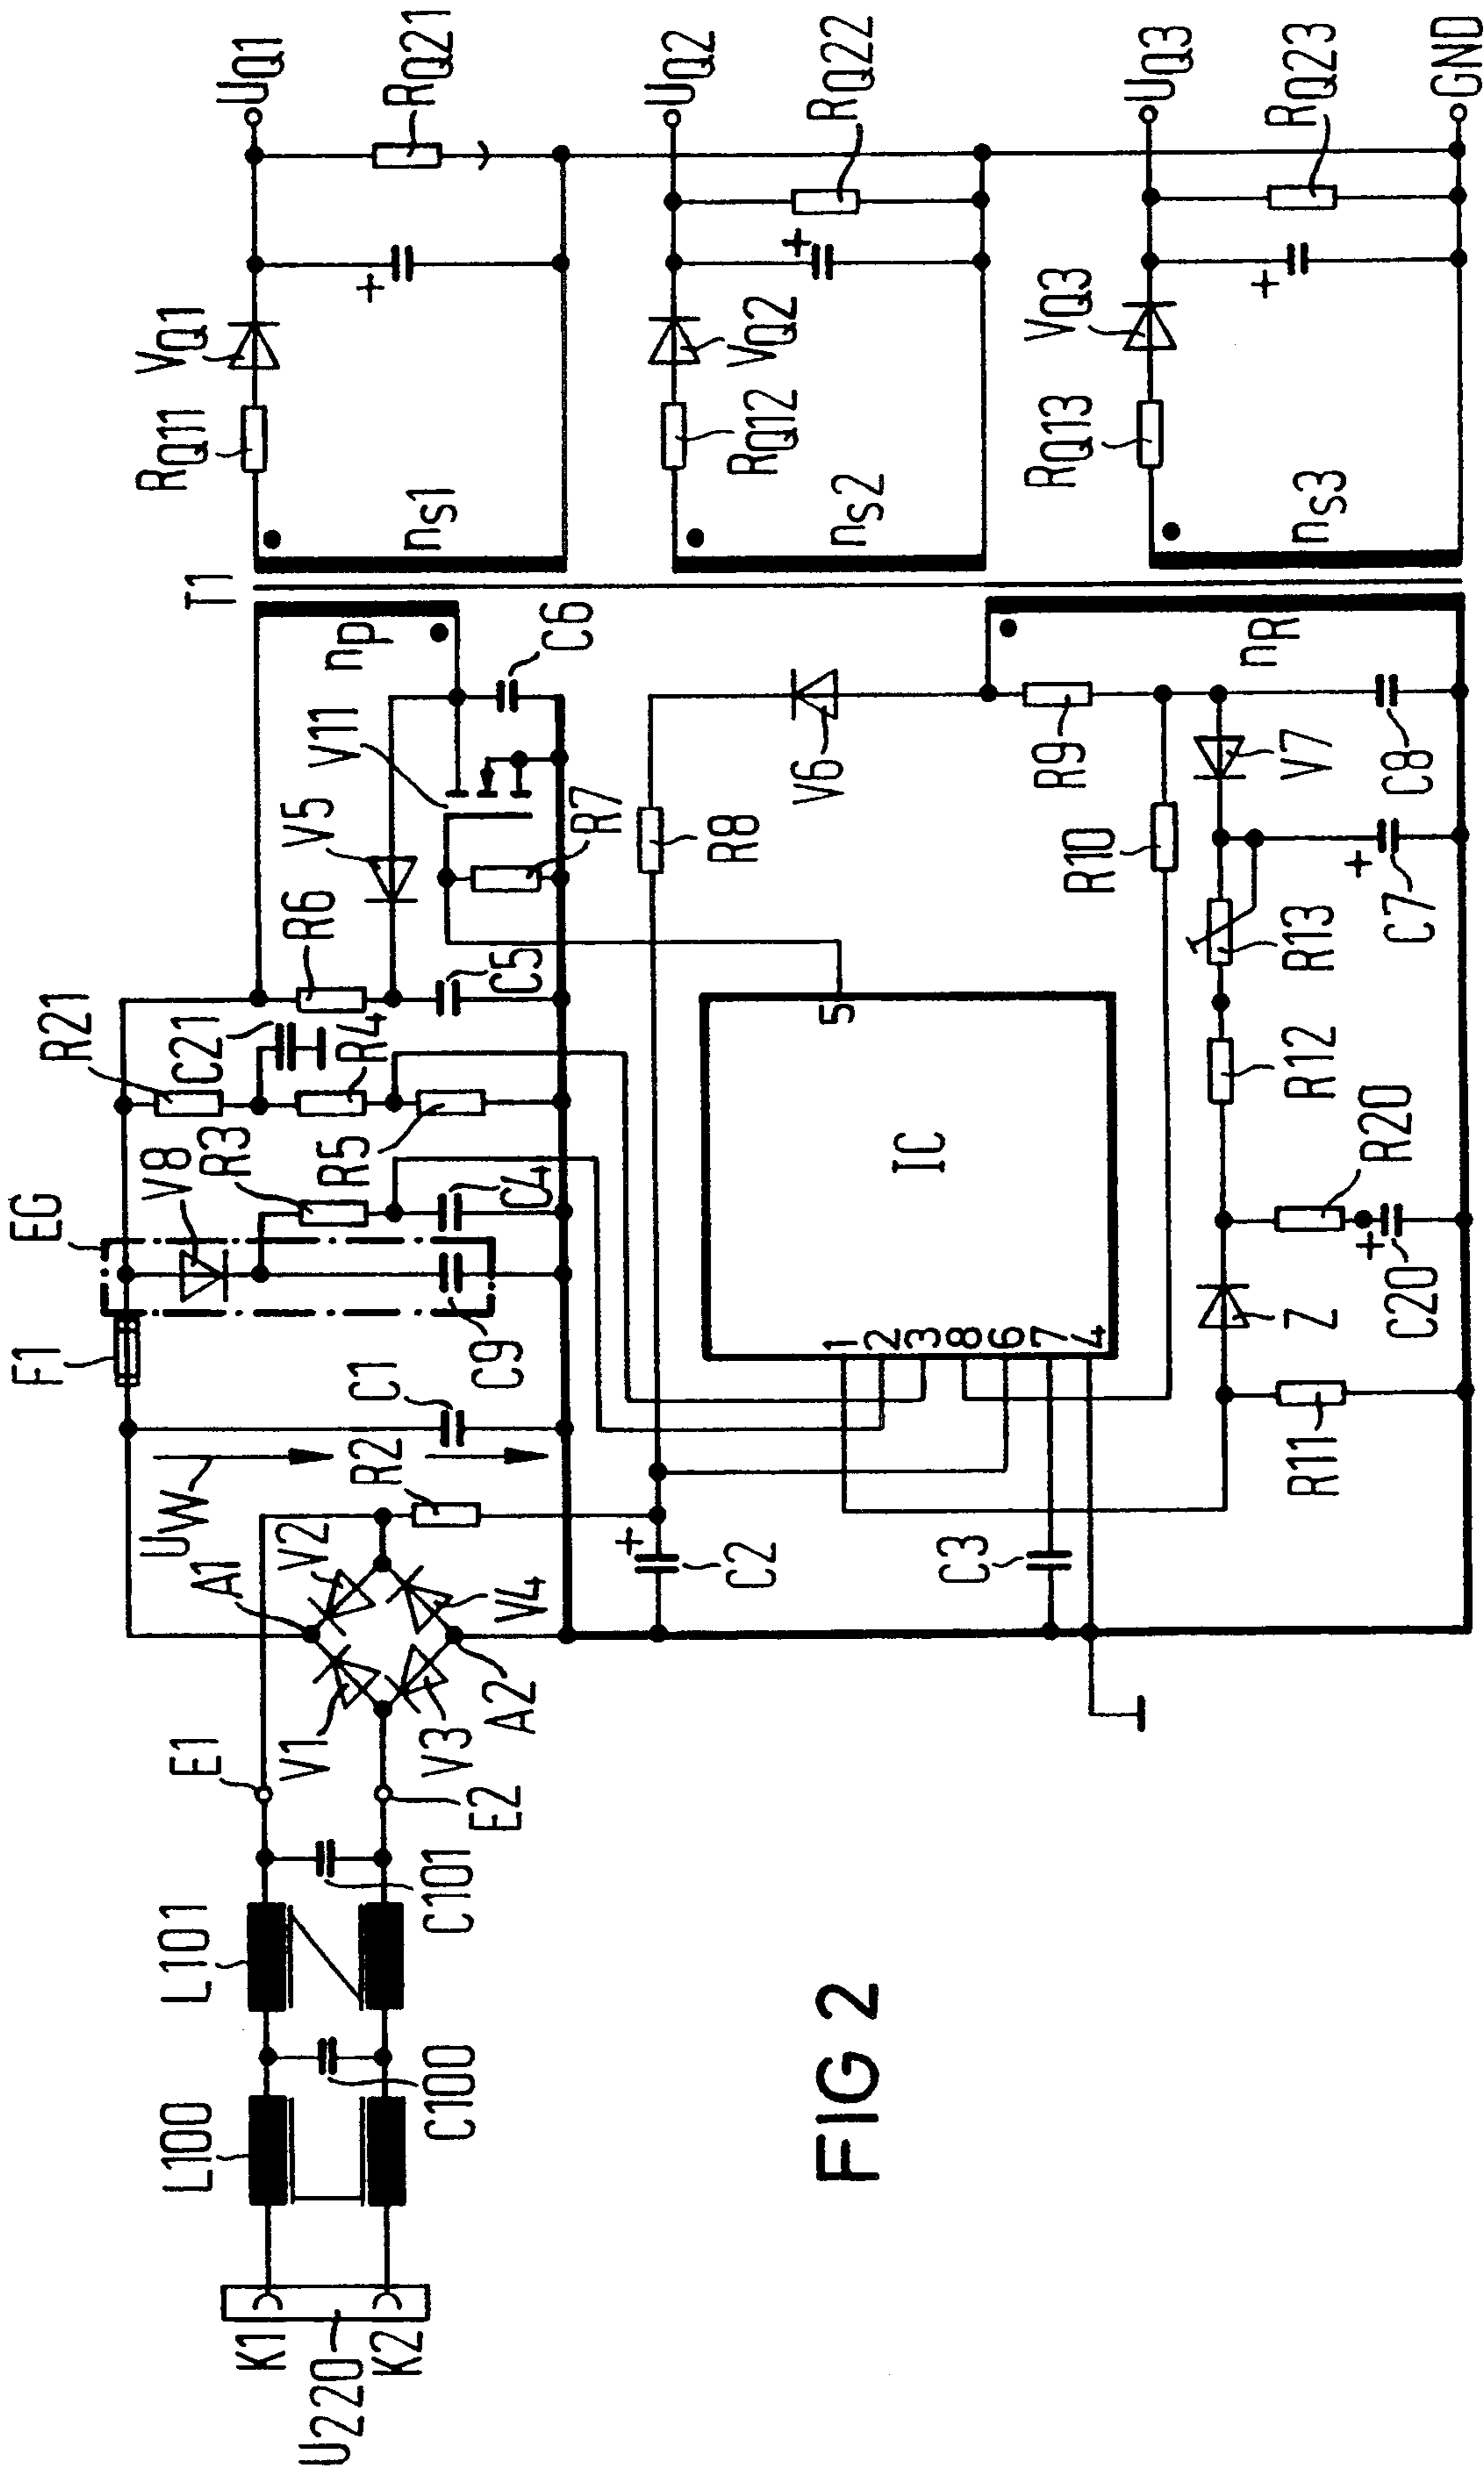 U220
K1
K2
L100
C100
L101
C101
E1
E2
V1
V3
A1
A2
V2
V4
UW
R2
C1
F1
EG
C9
V8
R3
C4
R5
R21
C21
R4
R6
C5
V5
V11
R7
C6
nP
T1
C2
C3
R8
V6
IC
1
2
3
8
6
7
4
5
R11
Z
C20
R20
R12
R13
R10
R9
V7
C7
C8
nR
RQ11
VQ1
nS1
UQ1
RQ21
RQ12
VQ2
nS2
UQ2
RQ22
RQ13
VQ3
nS3
UQ3
RQ23
GND
FIG 2